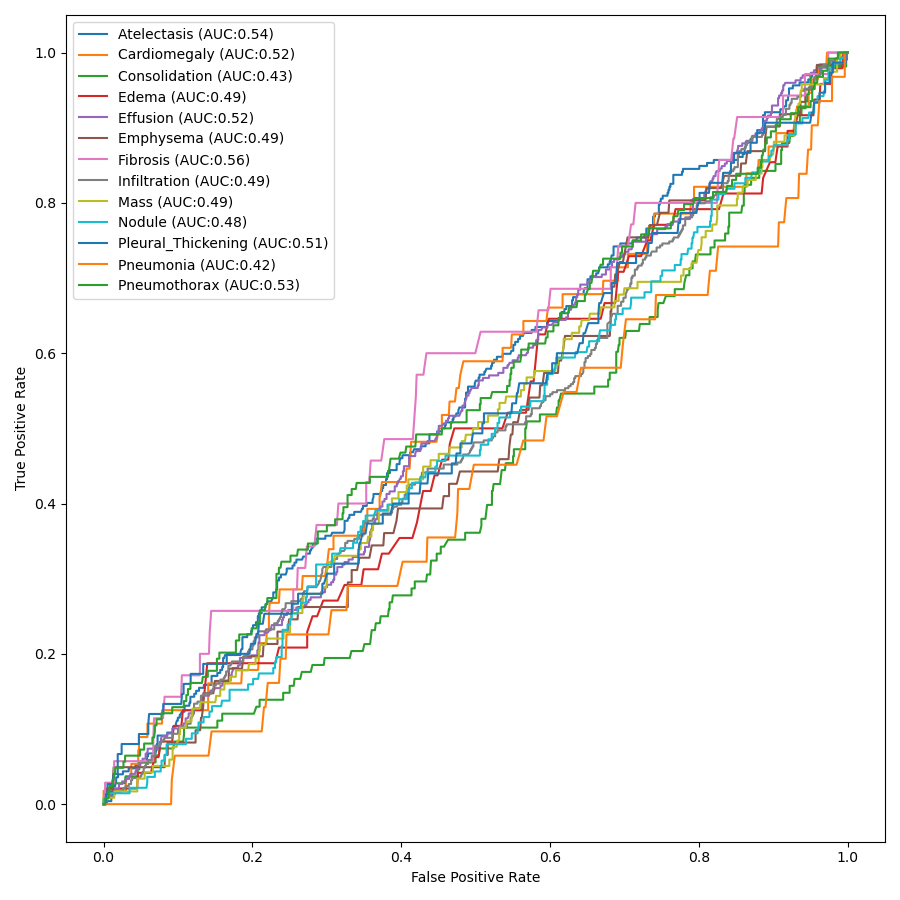 Atelectasis (AUC:0.54)
Cardiomegaly (AUC:0.52)
Consolidation (AUC:0.43)
Edema (AUC:0.49)
Effusion (AUC:0.52)
Emphysema (AUC:0.49)
Fibrosis (AUC:0.56)
Infiltration (AUC:0.49)
Mass (AUC:0.49)
Nodule (AUC:0.48)
Pleural_Thickening (AUC:0.51)
Pneumonia (AUC:0.42)
Pneumothorax (AUC:0.53)
1.0
0.8
0.6
0.4
0.2
0.0
True Positive Rate
0.0 0.2 0.4 0.6 0.8 1.0
False Positive Rate